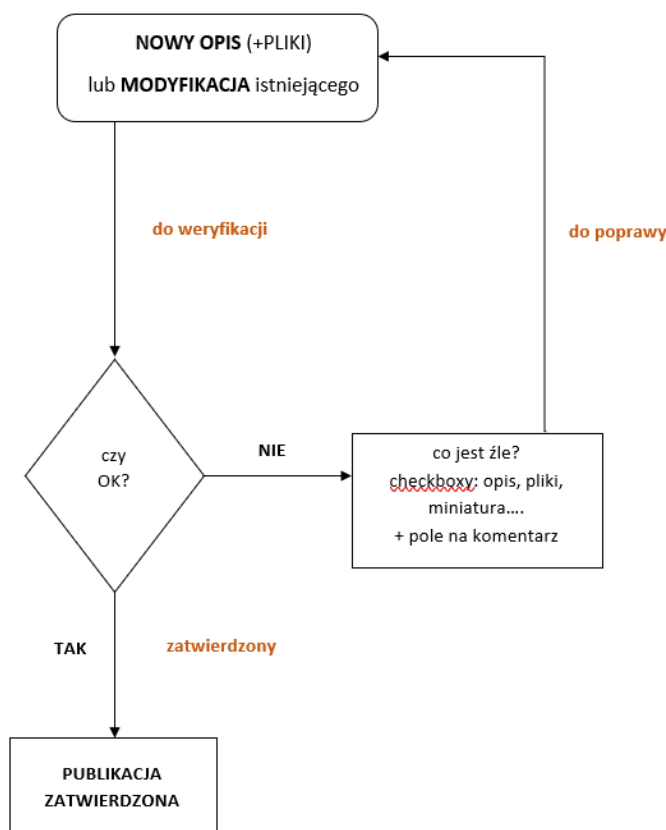 NOWY OPIS (+PLIKI)
lub MODYFIKACJA istniejącego
do weryfikacji
do poprawy
czy
OK?
NIE
co jest źle?
checkboxy: opis, pliki,
miniatura....
+ pole na komentarz
TAK
zatwierdzony
PUBLIKACJA
ZATWIERDZONA